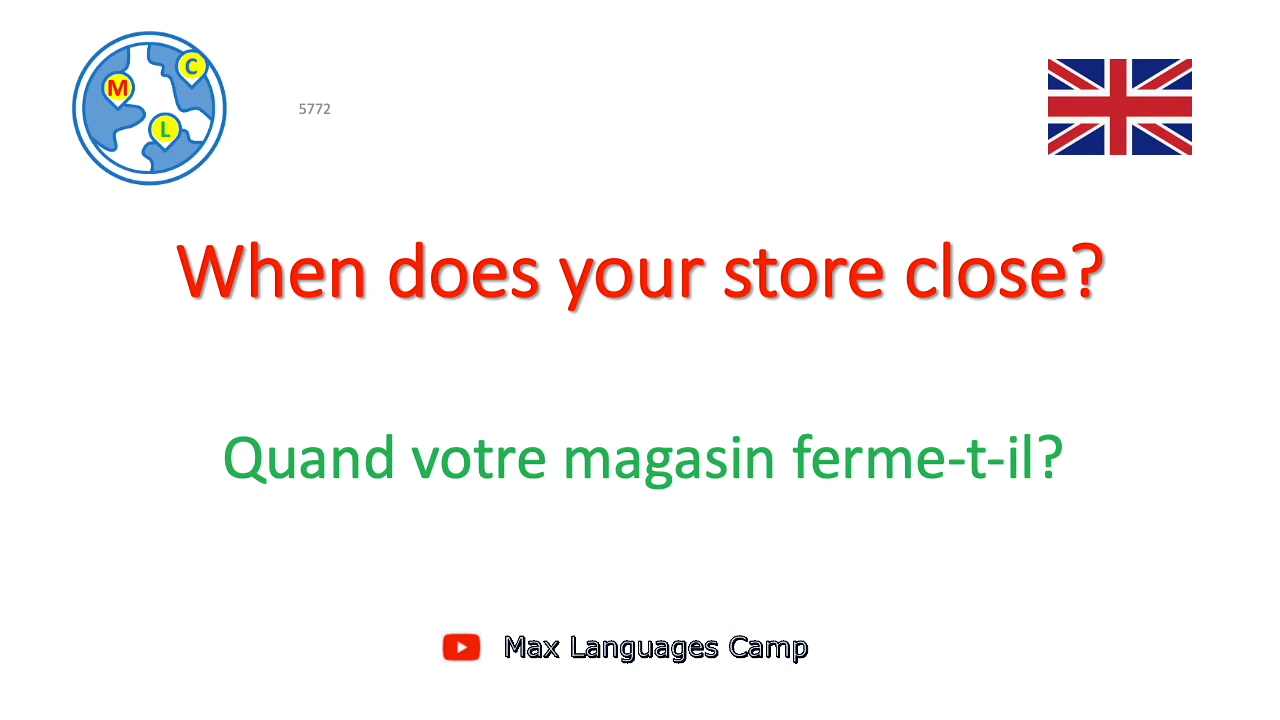 M
C
L
5772
When does your store close?
Quand votre magasin ferme-t-il?
Max Languages Camp